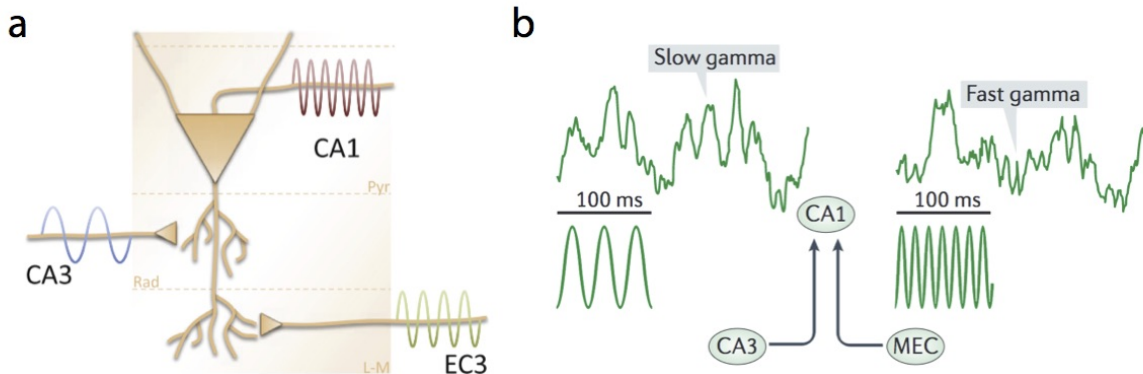 a
CA1
Pyr
CA3
Rad
L-M
EC3
b
Slow gamma
Fast gamma
100 ms
100 ms
CA1
CA3
MEC